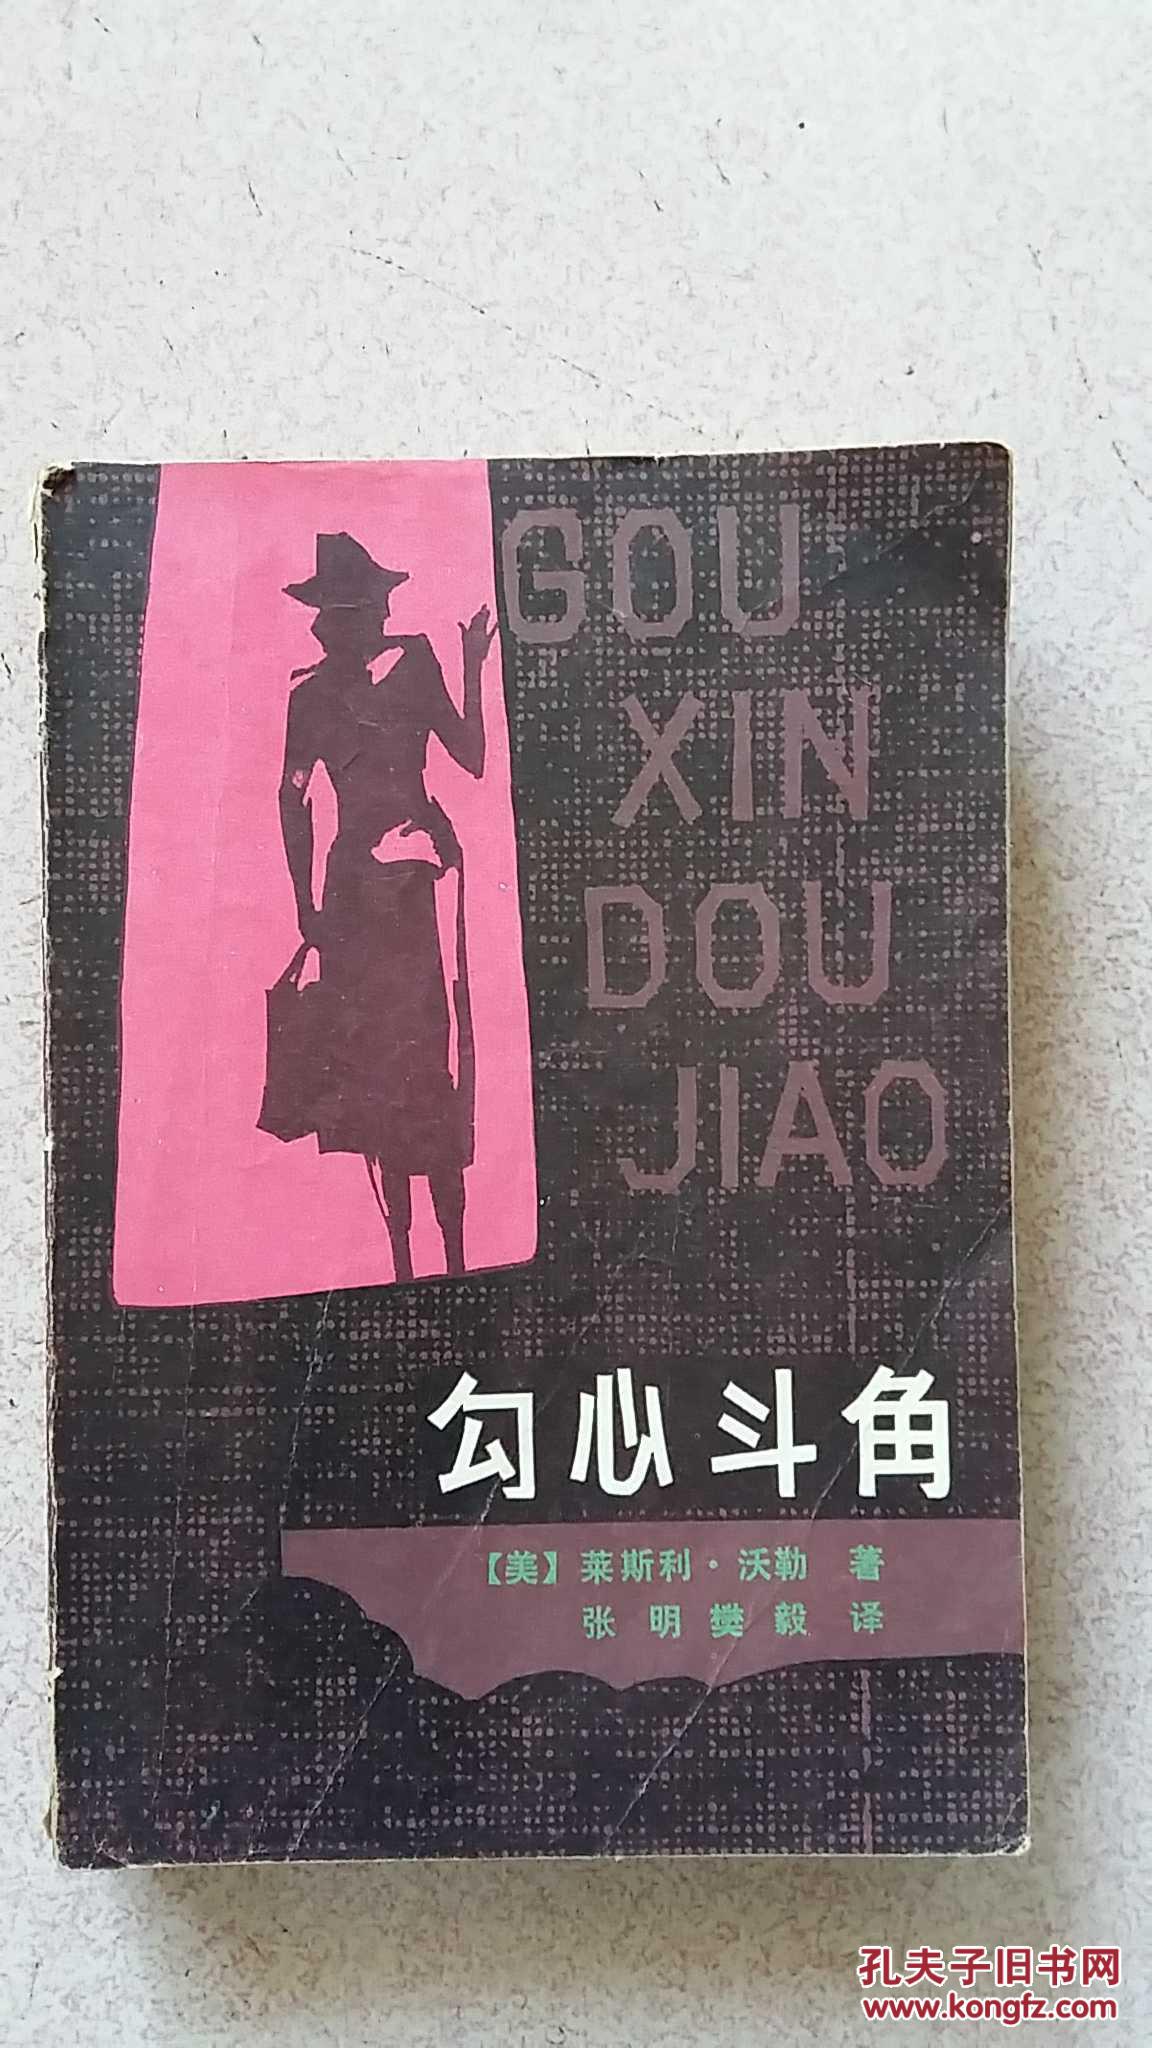 GOU
XIN
DOU
JIAO
勾心斗角
【美】莱斯利·沃勒 著
张明樊毅 译
孔夫子旧书网
www.kongfz.com